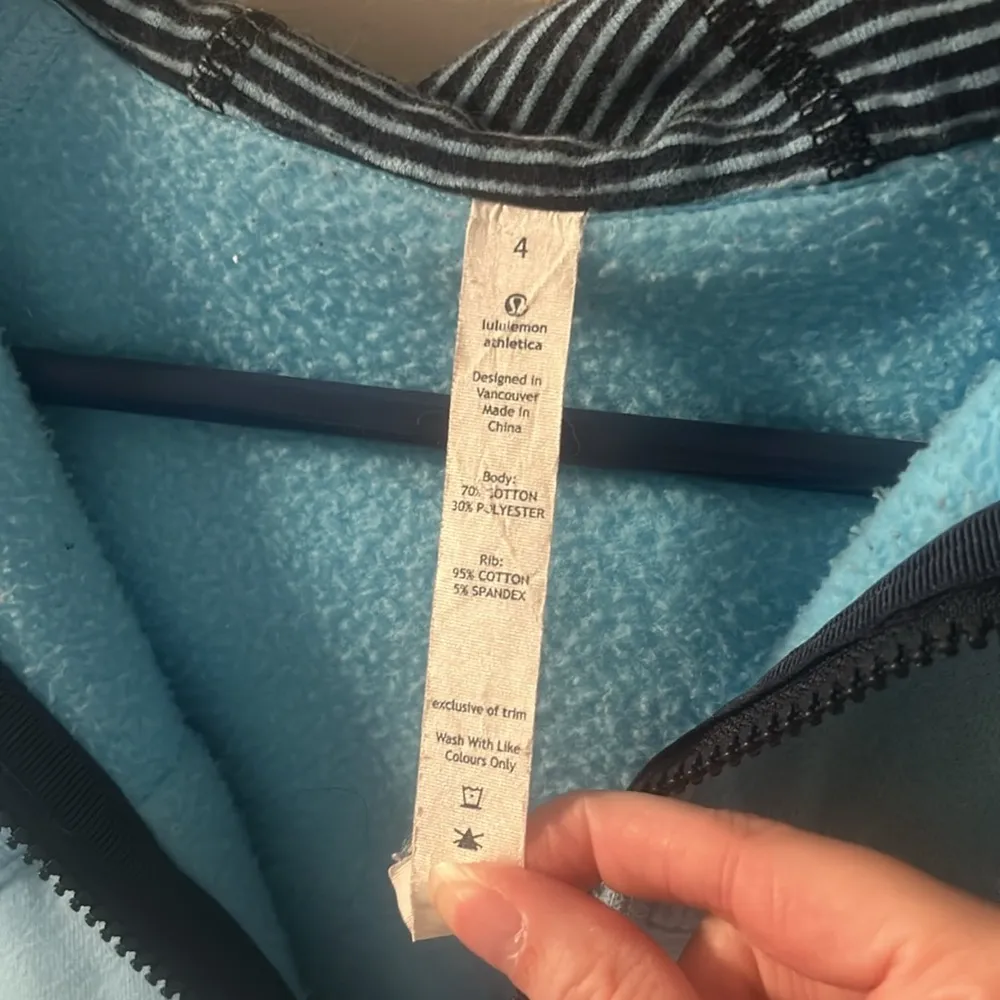 4
lululemon
athletica
Designed in
Vancouver
Made in
China
Body:
70% COTTON
30% POLYESTER
Rib:
95% COTTON
5% SPANDEX
exclusive of trim
Wash With Like
Colours Only